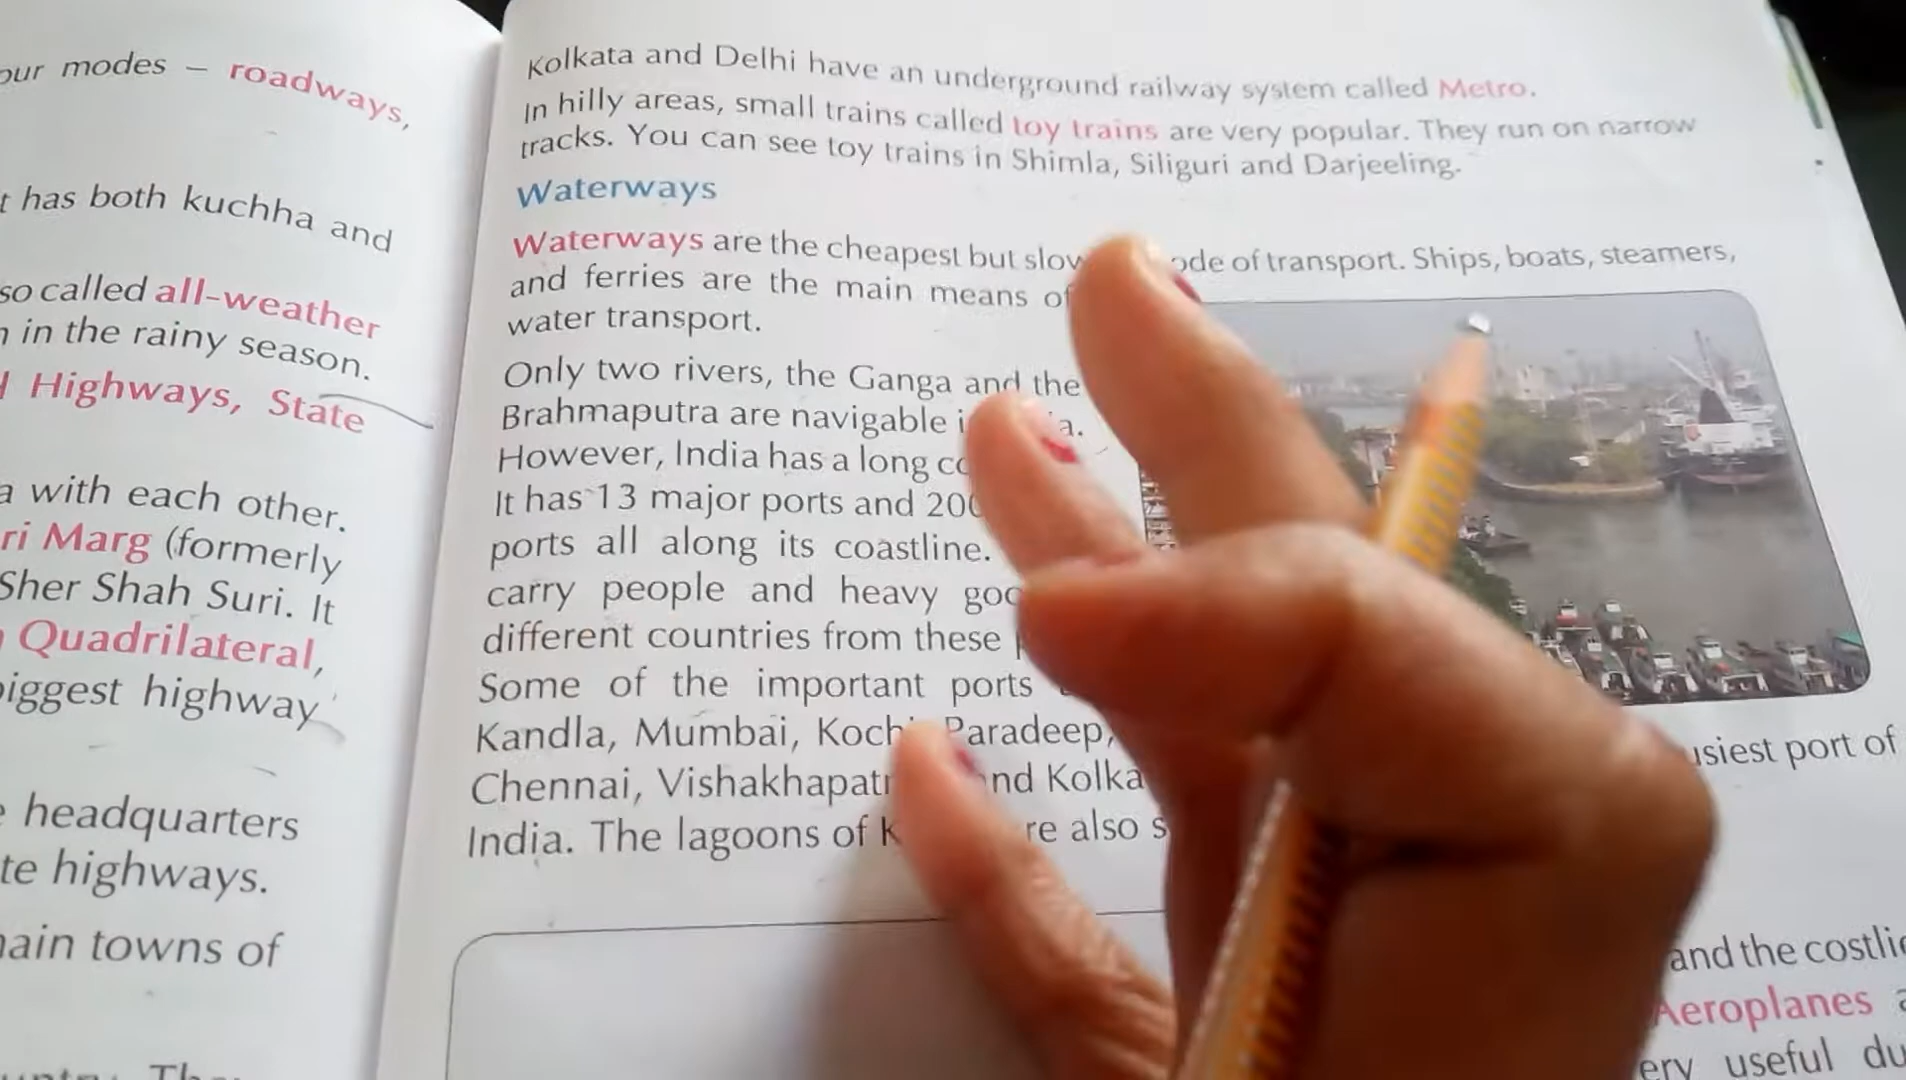 our modes – roadways,
t has both kuchha and
so called all-weather
n in the rainy season.
Highways, State
a with each other.
ri Marg (formerly
Sher Shah Suri. It
Quadrilateral,
biggest highway
headquarters
te highways.
main towns of
Kolkata and Delhi have an underground railway system called Metro.
In hilly areas, small trains called toy trains are very popular. They run on narrow
tracks. You can see toy trains in Shimla, Siliguri and Darjeeling.
Waterways
Waterways are the cheapest but slow ode of transport. Ships, boats, steamers,
and ferries are the main means of
water transport.
Only two rivers, the Ganga and the
Brahmaputra are navigable i a.
However, India has a long co
It has 13 major ports and 200
ports all along its coastline.
carry people and heavy goo
different countries from these
Some of the important ports
Kandla, Mumbai, Kochi Paradeep,
Chennai, Vishakhapatn and Kolka
India. The lagoons of K re also s
usiest port of
and the costlie
Aeroplanes a
ery useful du